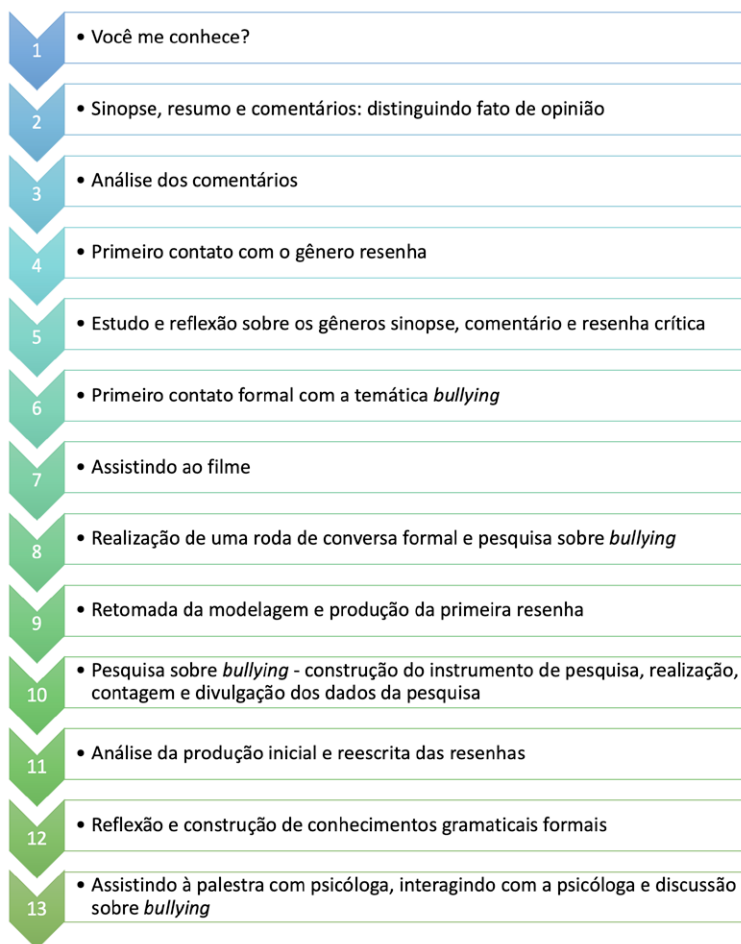 1
• Você me conhece?
2
• Sinopse, resumo e comentários: distinguindo fato de opinião
3
• Análise dos comentários
4
• Primeiro contato com o gênero resenha
5
• Estudo e reflexão sobre os gêneros sinopse, comentário e resenha crítica
6
• Primeiro contato formal com a temática bullying
7
• Assistindo ao filme
8
• Realização de uma roda de conversa formal e pesquisa sobre bullying
9
• Retomada da modelagem e produção da primeira resenha
10
• Pesquisa sobre bullying - construção do instrumento de pesquisa, realização,
contagem e divulgação dos dados da pesquisa
11
• Análise da produção inicial e reescrita das resenhas
12
• Reflexão e construção de conhecimentos gramaticais formais
13
• Assistindo à palestra com psicóloga, interagindo com a psicóloga e discussão
sobre bullying